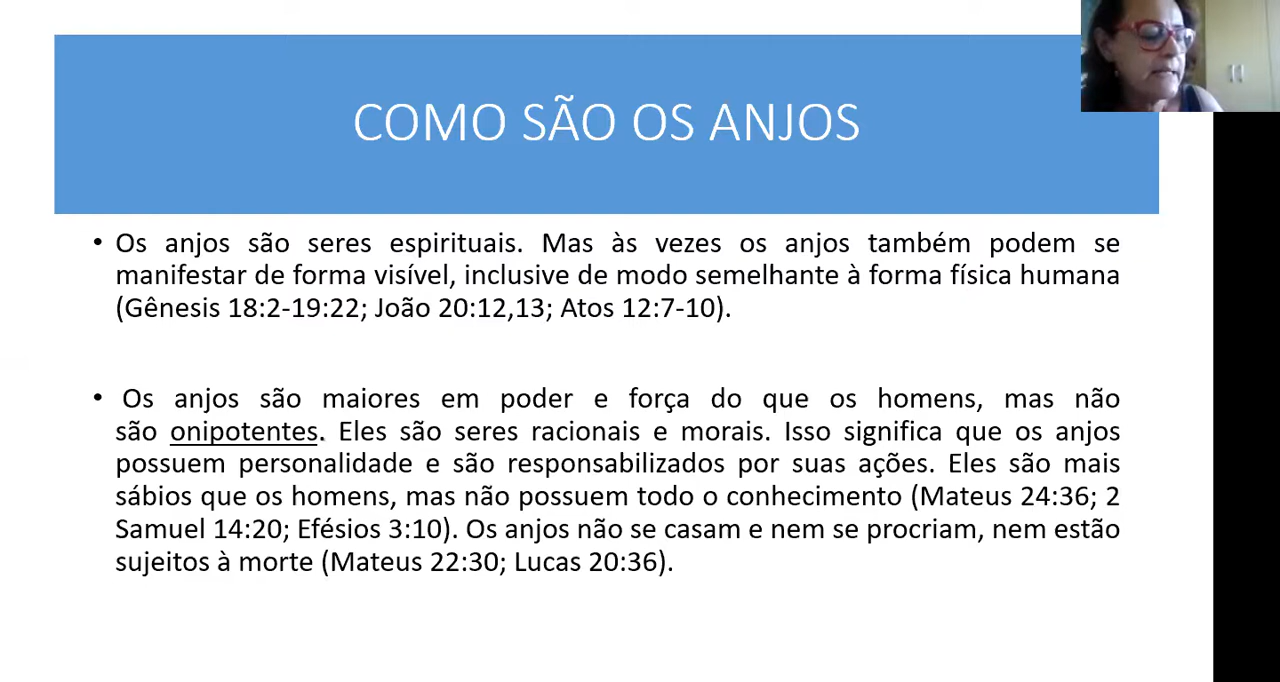 COMO SÃO OS ANJOS
• Os anjos são seres espirituais. Mas às vezes os anjos também podem se
manifestar de forma visível, inclusive de modo semelhante à forma física humana
(Gênesis 18:2-19:22; João 20:12,13; Atos 12:7-10).
• Os anjos são maiores em poder e força do que os homens, mas não
são onipotentes. Eles são seres racionais e morais. Isso significa que os anjos
possuem personalidade e são responsabilizados por suas ações. Eles são mais
sábios que os homens, mas não possuem todo o conhecimento (Mateus 24:36; 2
Samuel 14:20; Efésios 3:10). Os anjos não se casam e nem se procriam, nem estão
sujeitos à morte (Mateus 22:30; Lucas 20:36).